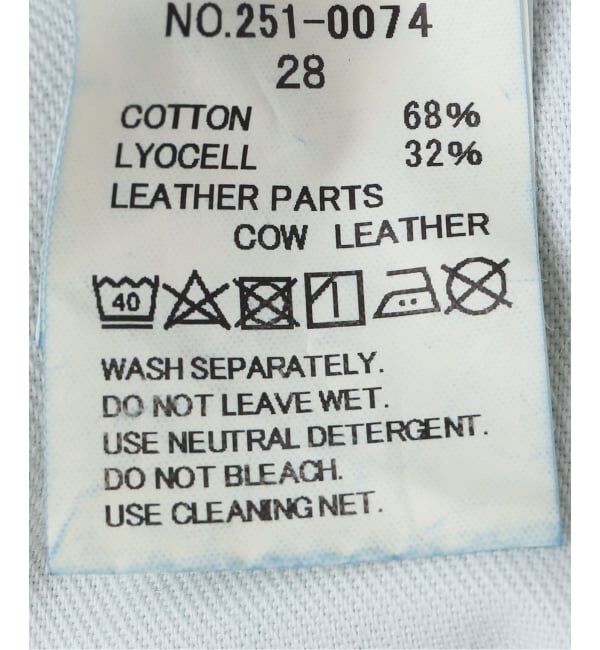 NO.251-0074
28
COTTON 68%
LYOCELL 32%
LEATHER PARTS
COW LEATHER
40
WASH SEPARATELY.
DO NOT LEAVE WET.
USE NEUTRAL DETERGENT.
DO NOT BLEACH.
USE CLEANING NET.